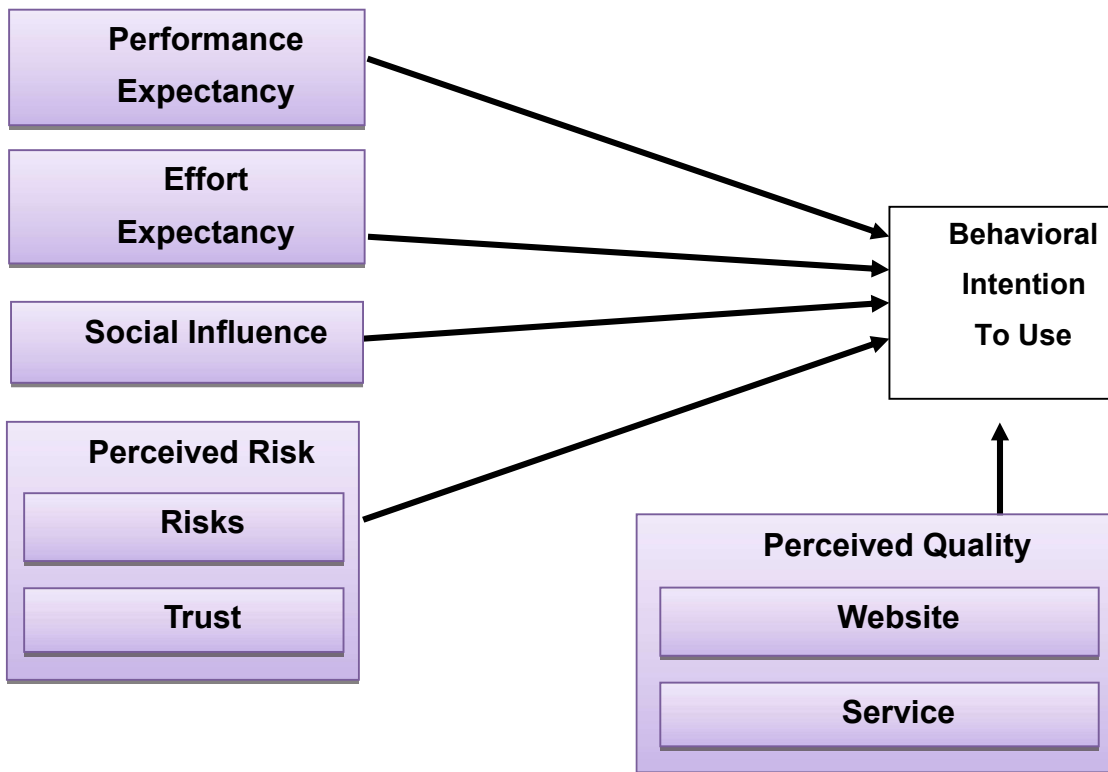 Performance
Expectancy
Effort
Expectancy
Social Influence
Perceived Risk
Risks
Trust
Behavioral
Intention
To Use
Perceived Quality
Website
Service